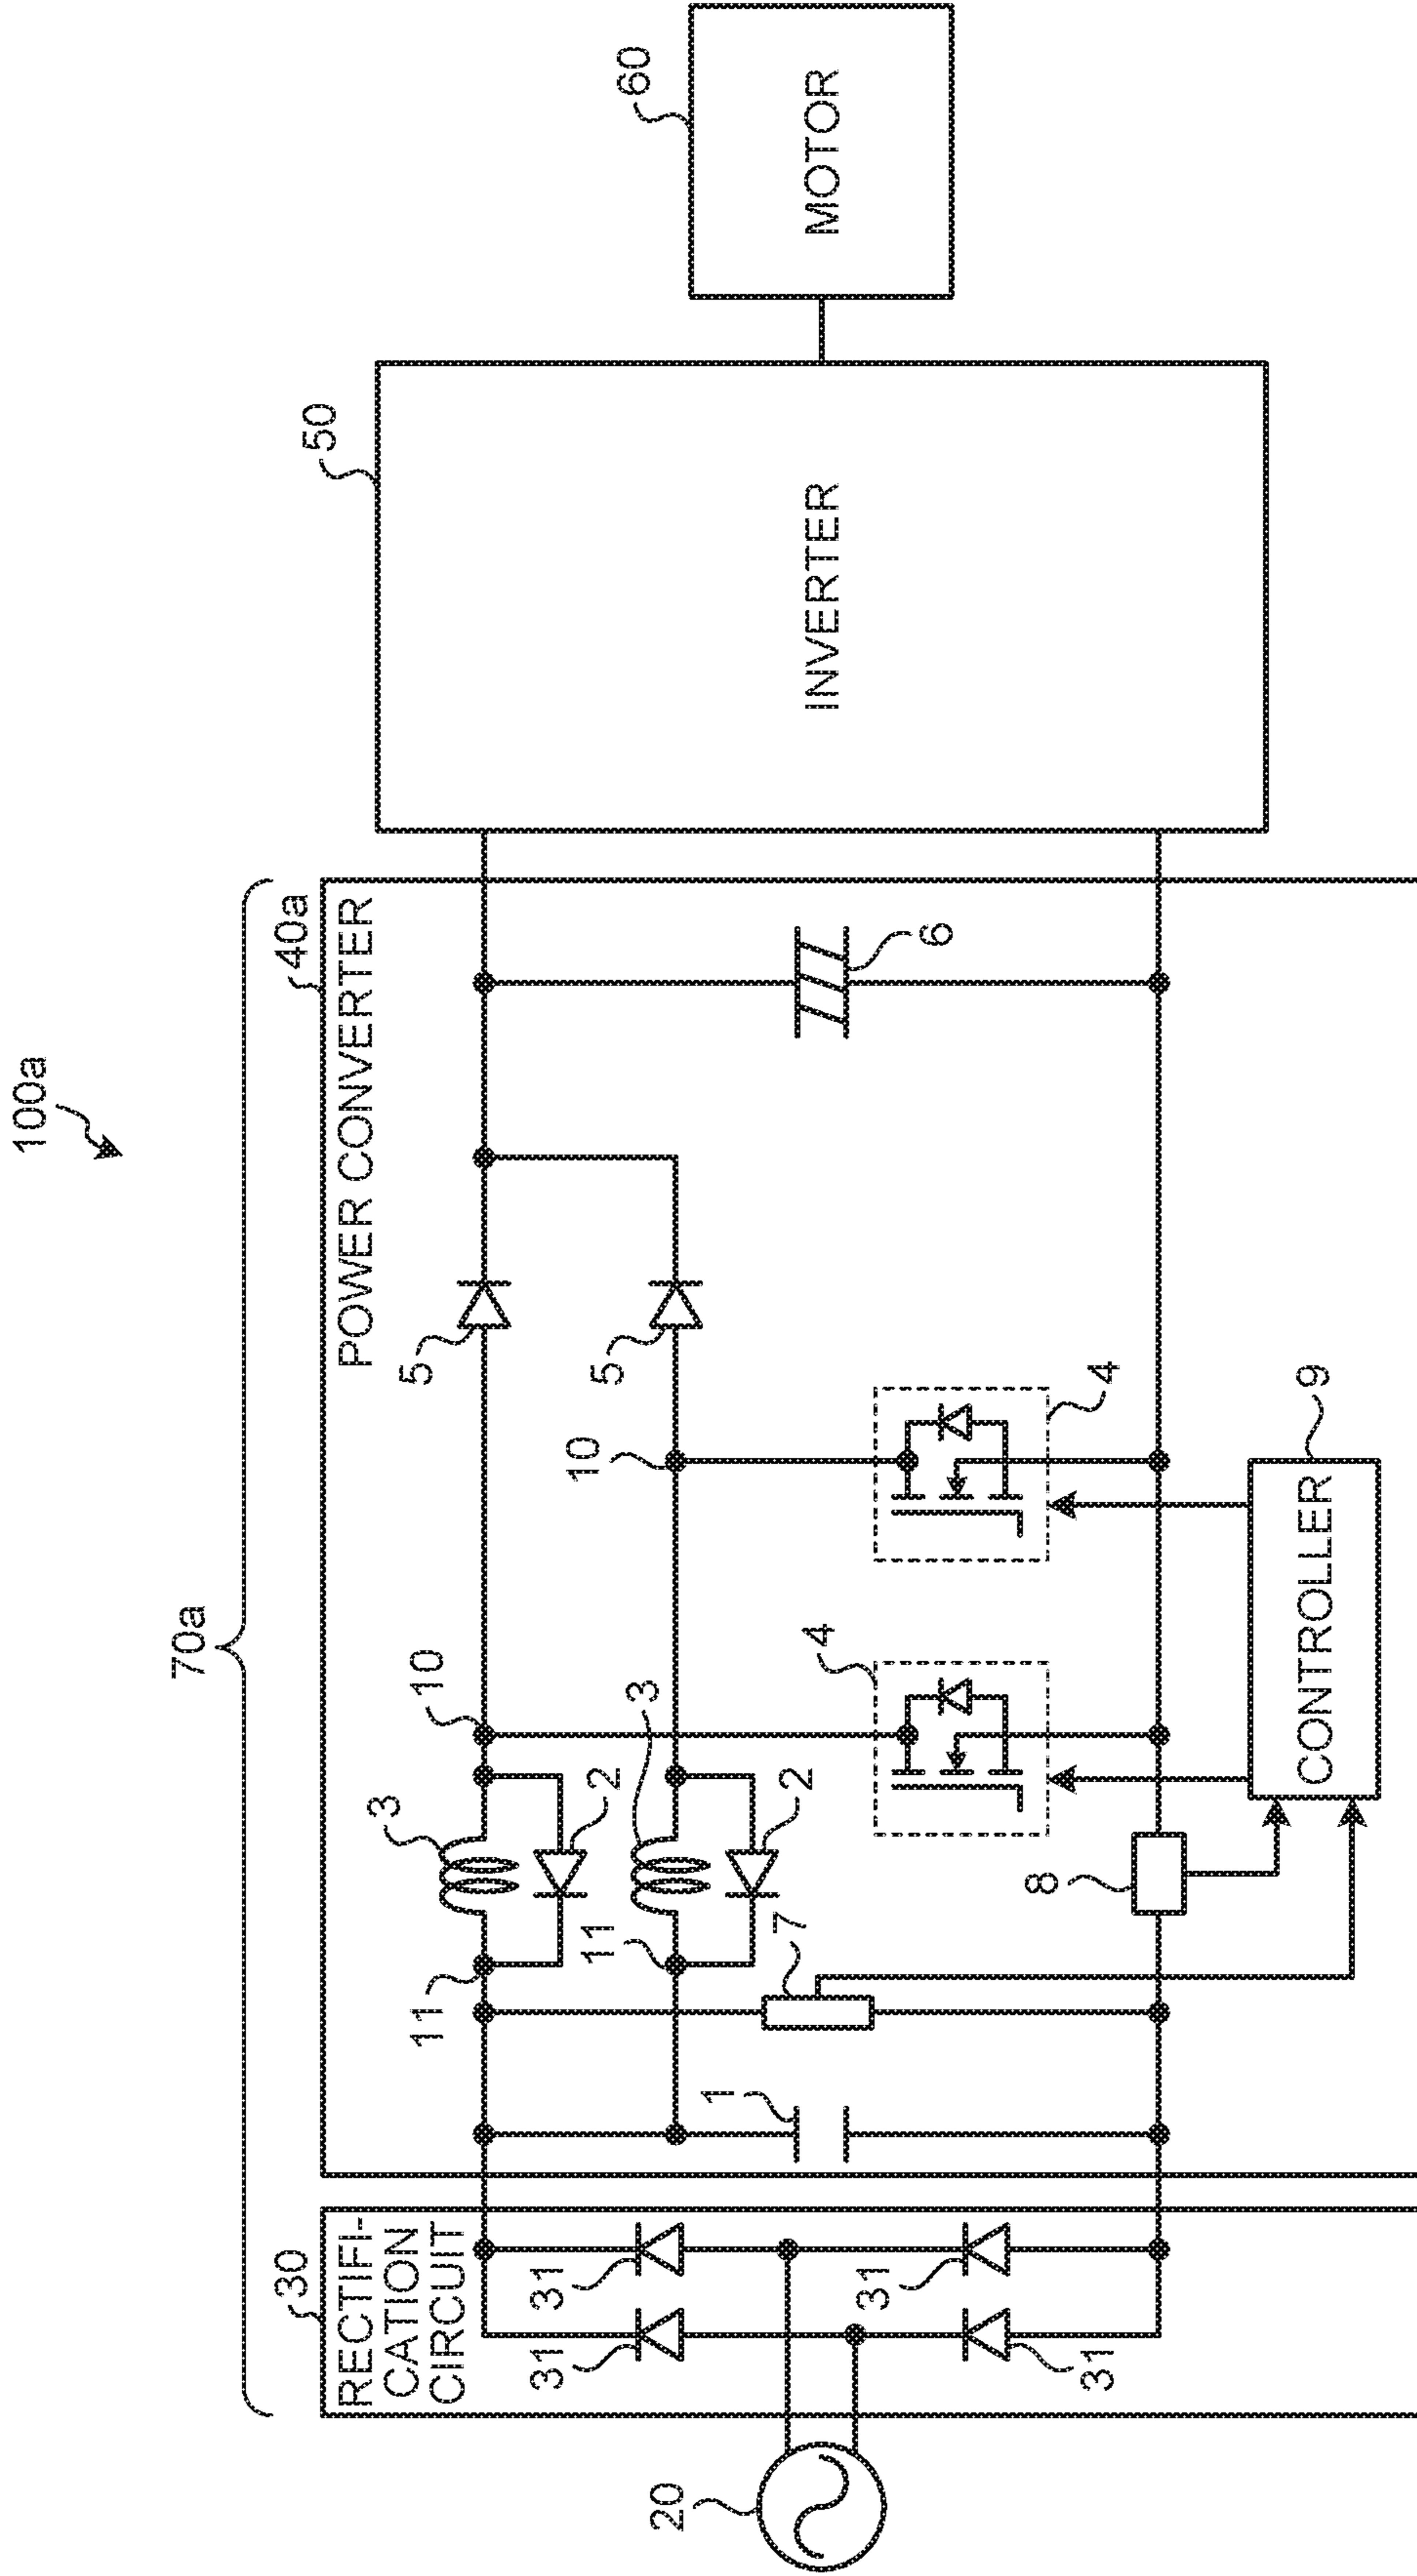 100a
70a
30
RECTIFI-
CATION
CIRCUIT
40a
POWER CONVERTER
50
INVERTER
60
MOTOR
20
31
31
31
31
11
3
10
5
2
11
3
10
5
2
1
7
4
4
6
8
9
CONTROLLER